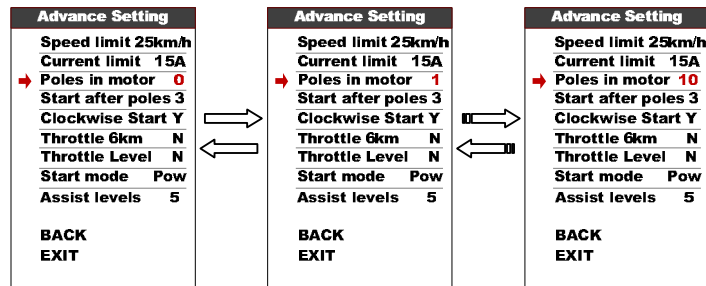 Advance Setting
Speed limit 25km/h
Current limit 15A
Poles in motor 0
Start after poles 3
Clockwise Start Y
Throttle 6km N
Throttle Level N
Start mode Pow
Assist levels 5
BACK
EXIT
Advance Setting
Speed limit 25km/h
Current limit 15A
Poles in motor 1
Start after poles 3
Clockwise Start Y
Throttle 6km N
Throttle Level N
Start mode Pow
Assist levels 5
BACK
EXIT
Advance Setting
Speed limit 25km/h
Current limit 15A
Poles in motor 10
Start after poles 3
Clockwise Start Y
Throttle 6km N
Throttle Level N
Start mode Pow
Assist levels 5
BACK
EXIT